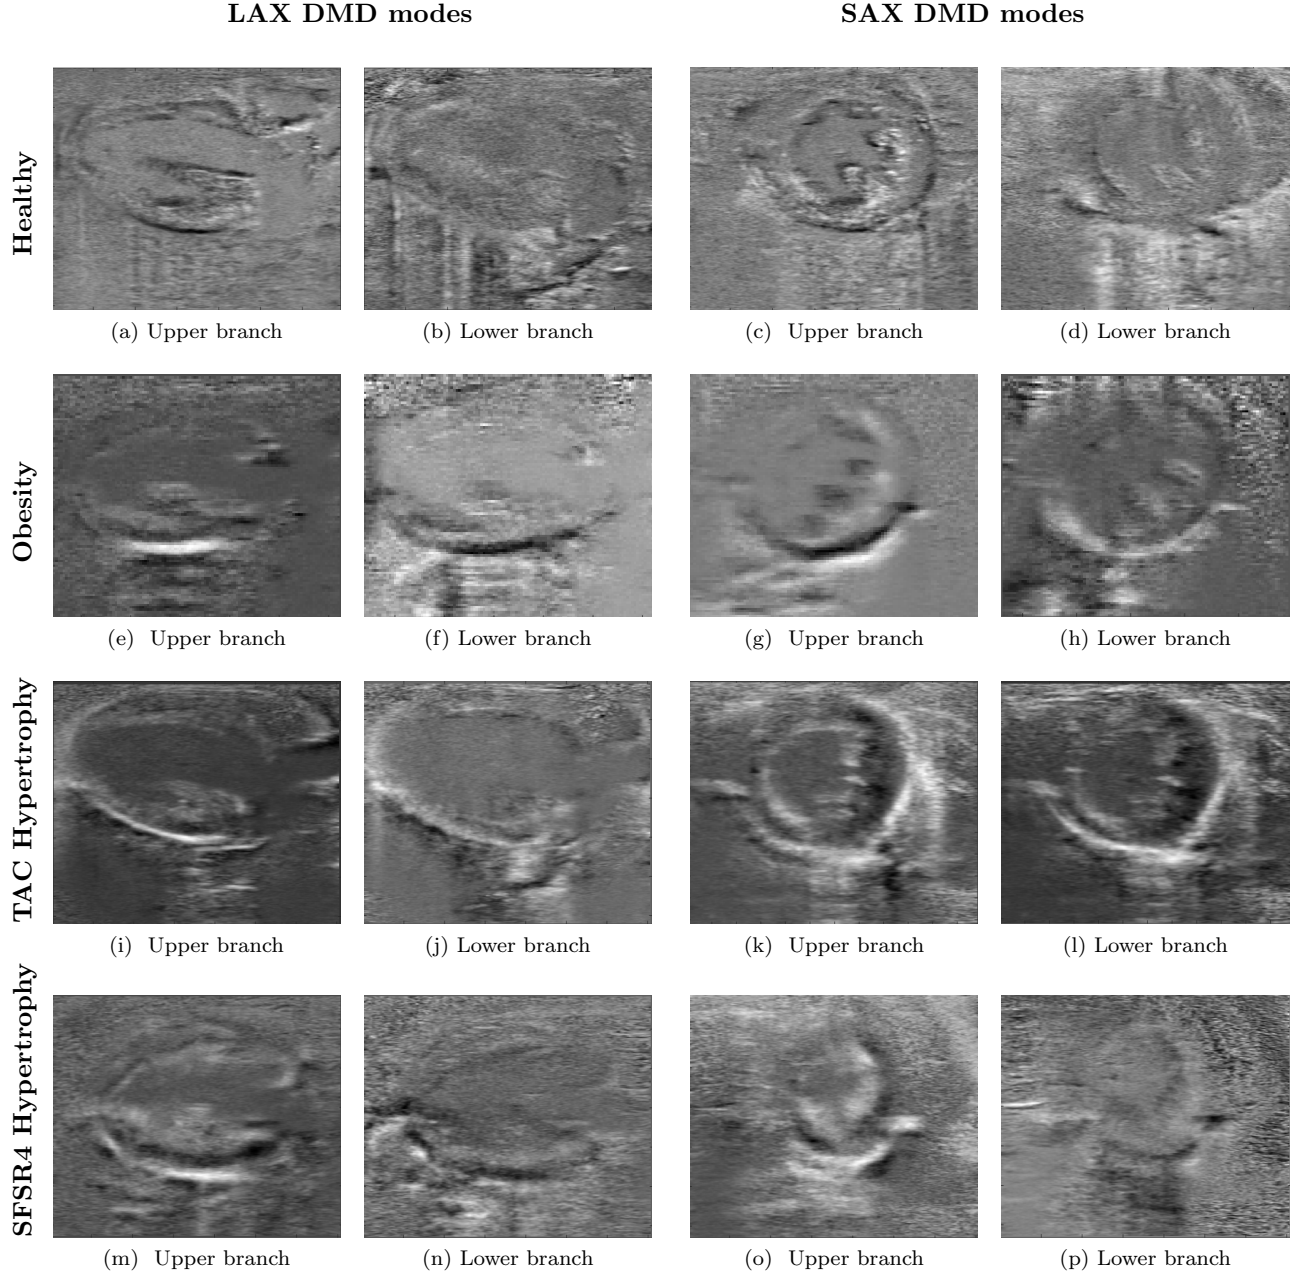 LAX DMD modes
SAX DMD modes
Healthy
(a) Upper branch
(b) Lower branch
(c) Upper branch
(d) Lower branch
Obesity
(e) Upper branch
(f) Lower branch
(g) Upper branch
(h) Lower branch
TAC Hypertrophy
(i) Upper branch
(j) Lower branch
(k) Upper branch
(l) Lower branch
SFSR4 Hypertrophy
(m) Upper branch
(n) Lower branch
(o) Upper branch
(p) Lower branch